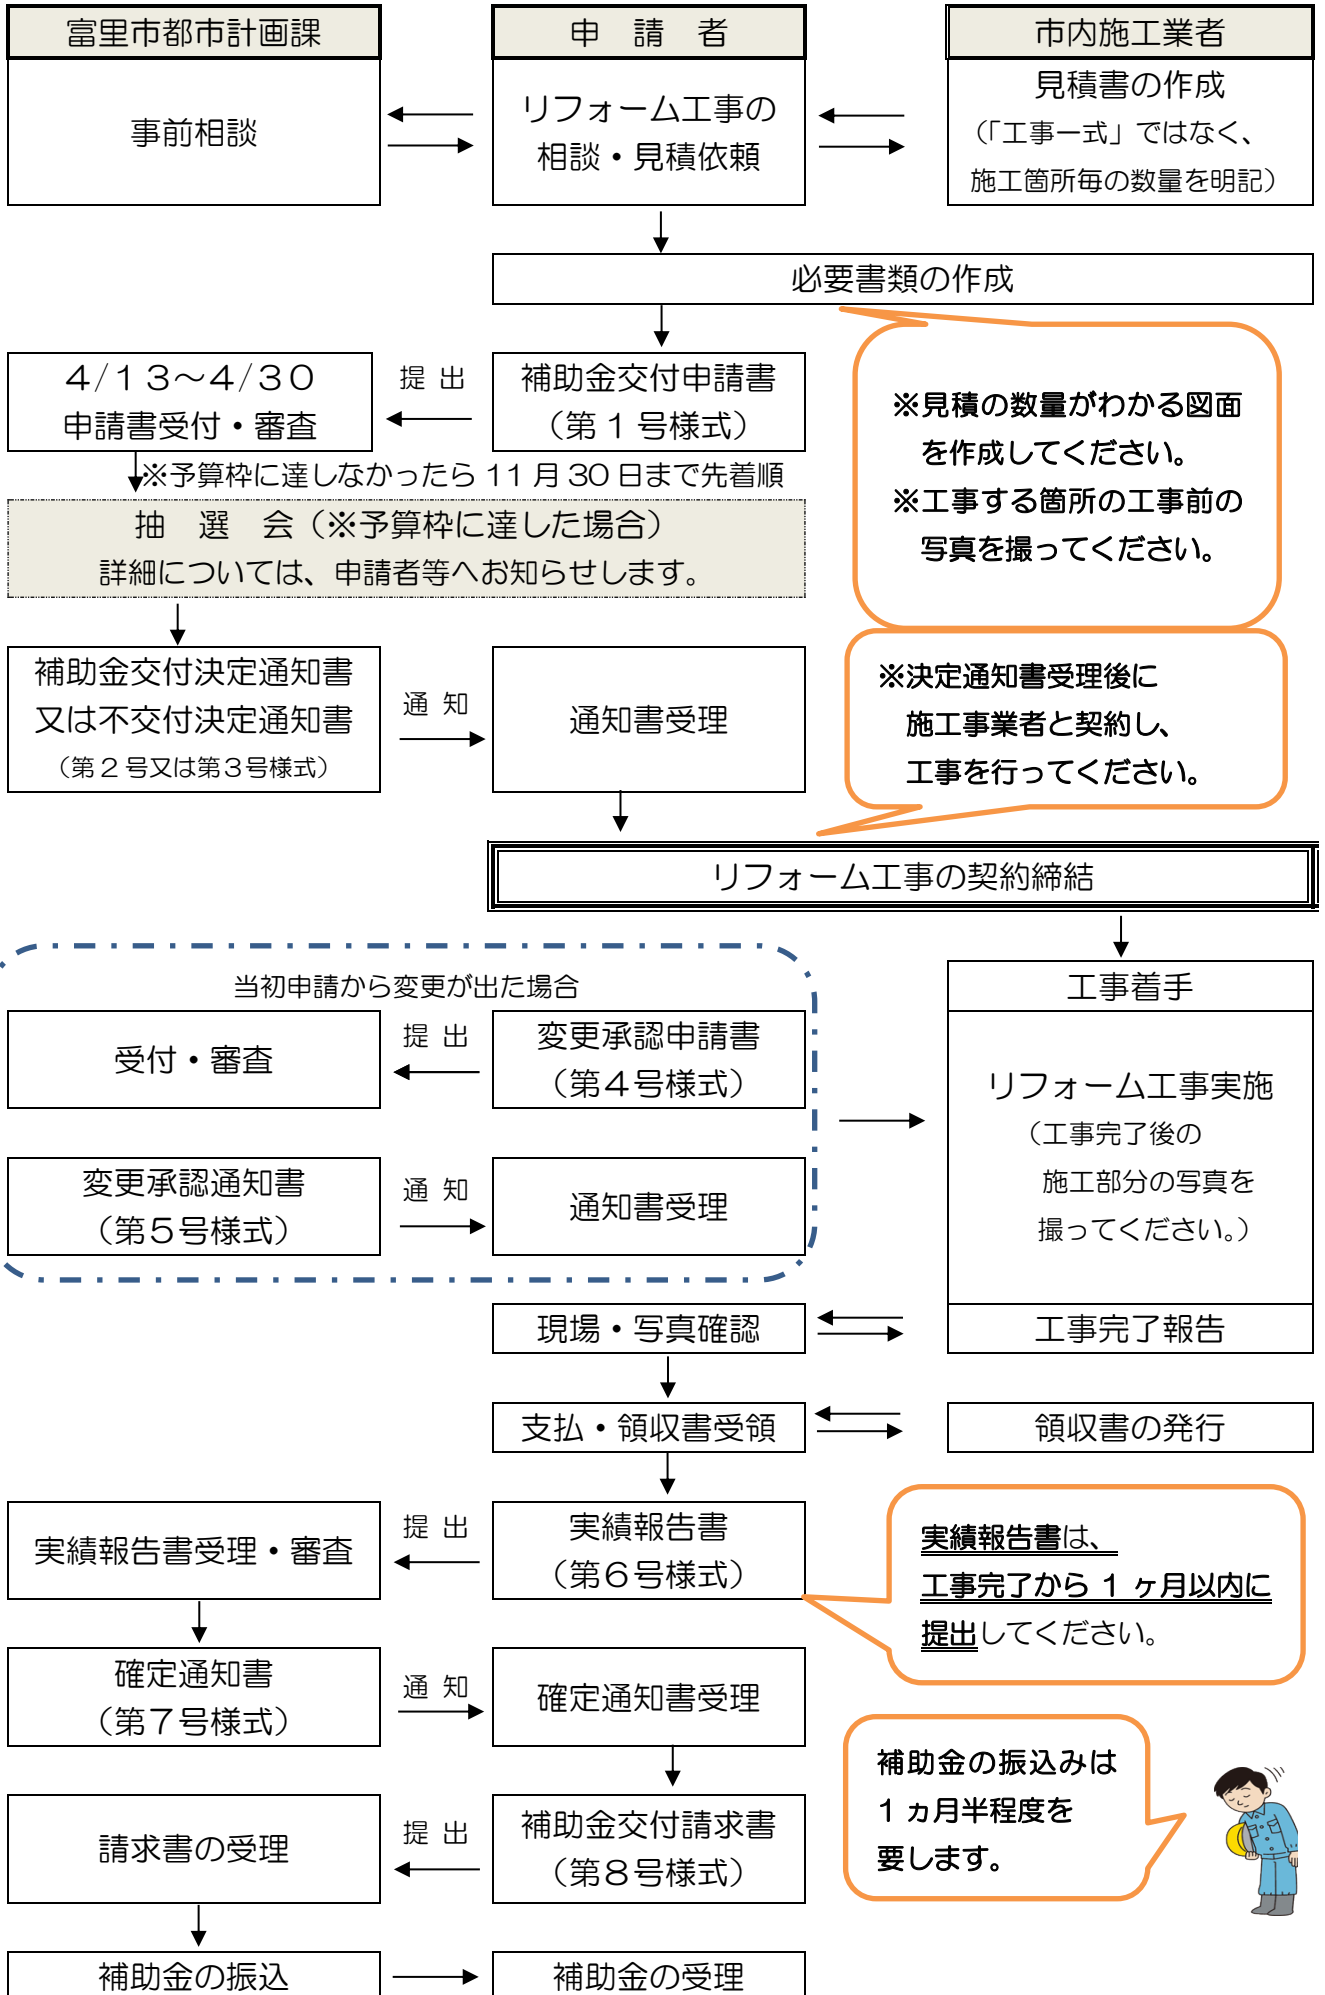 富里市都市計画課
申　請　者
市内施工業者
事前相談
リフォーム工事の
相談・見積依頼
見積書の作成
（「工事一式」ではなく、
施工箇所毎の数量を明記）
必要書類の作成
４/１３～４/３０
申請書受付・審査
提 出
補助金交付申請書
（第１号様式）
※見積の数量がわかる図面
を作成してください。
※工事する箇所の工事前の
写真を撮ってください。
※予算枠に達しなかったら 11 月 30 日まで先着順
抽　選　会（※予算枠に達した場合）
詳細については、申請者等へお知らせします。
補助金交付決定通知書
又は不交付決定通知書
（第２号又は第３号様式）
通 知
通知書受理
※決定通知書受理後に
施工事業者と契約し、
工事を行ってください。
リフォーム工事の契約締結
当初申請から変更が出た場合
受付・審査
提 出
変更承認申請書
（第４号様式）
変更承認通知書
（第５号様式）
通 知
通知書受理
工事着手
リフォーム工事実施
（工事完了後の
施工部分の写真を
撮ってください。）
現場・写真確認
工事完了報告
支払・領収書受領
領収書の発行
実績報告書受理・審査
提 出
実績報告書
（第６号様式）
実績報告書は、
工事完了から 1 ヶ月以内に
提出してください。
確定通知書
（第７号様式）
通 知
確定通知書受理
補助金の振込みは
1 ヵ月半程度を
要します。
請求書の受理
提 出
補助金交付請求書
（第８号様式）
補助金の振込
補助金の受理